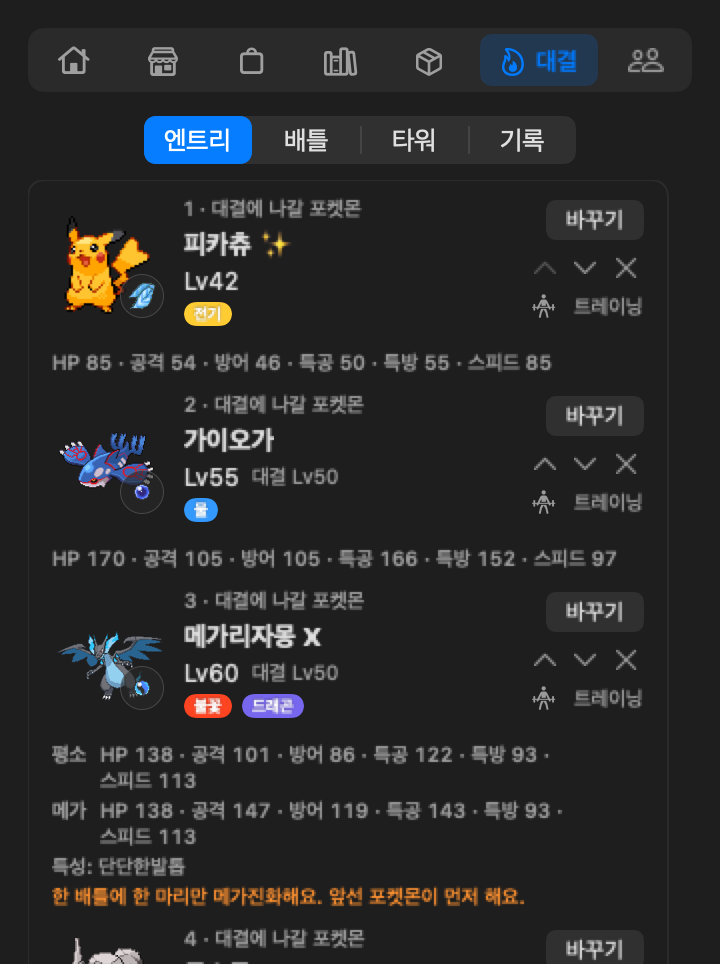 대결
엔트리
배틀
타워
기록
1 · 대결에 나갈 포켓몬
바꾸기
피카츄 ✨
Lv42
전기
트레이닝
HP 85 · 공격 54 · 방어 46 · 특공 50 · 특방 55 · 스피드 85
2 · 대결에 나갈 포켓몬
바꾸기
가이오가
Lv55 대결 Lv50
물
트레이닝
HP 170 · 공격 105 · 방어 105 · 특공 166 · 특방 152 · 스피드 97
3 · 대결에 나갈 포켓몬
바꾸기
메가리자몽 X
Lv60 대결 Lv50
불꽃 드래곤
트레이닝
평소 HP 138 · 공격 101 · 방어 86 · 특공 122 · 특방 93 ·
스피드 113
메가 HP 138 · 공격 147 · 방어 119 · 특공 143 · 특방 93 ·
스피드 113
특성: 단단한발톱
한 배틀에 한 마리만 메가진화해요. 앞선 포켓몬이 먼저 해요.
4 · 대결에 나갈 포켓몬
바꾸기